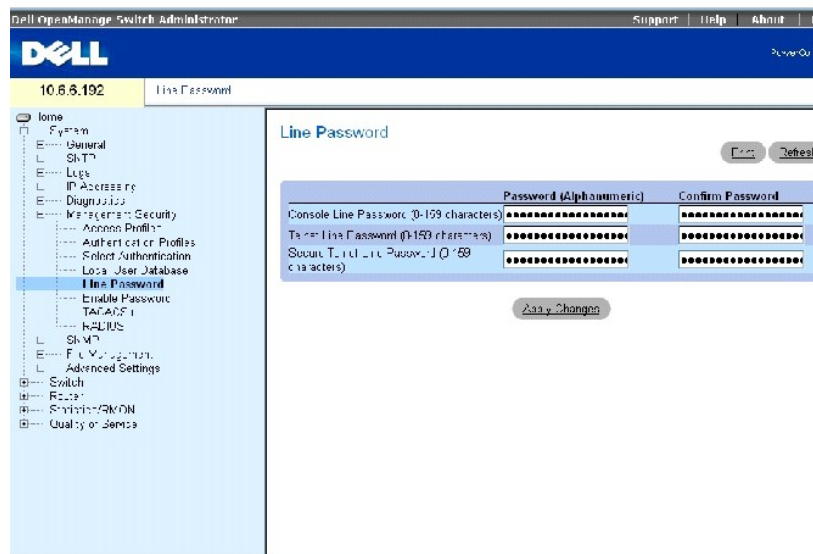 Dell OpenManage Switch Administrator
Support | Help | About |
DELL
PowerCo
10.6.6.192
Line Password
Home
System
General
SNTP
Logs
IP Addressing
Diagnostics
Management Security
Access Profiles
Authentication Profiles
Select Authentication
Local User Database
Line Password
Enable Password
TACACS+
RADIUS
SNMP
File Management
Advanced Settings
Switch
Router
Statistics/RMON
Quality of Service
Line Password
Print Refresh
Password (Alphanumeric) Confirm Password
Console Line Password (0-159 characters)
Telnet Line Password (0-159 characters)
Secure Telnet Line Password (0-159
characters)
Apply Changes